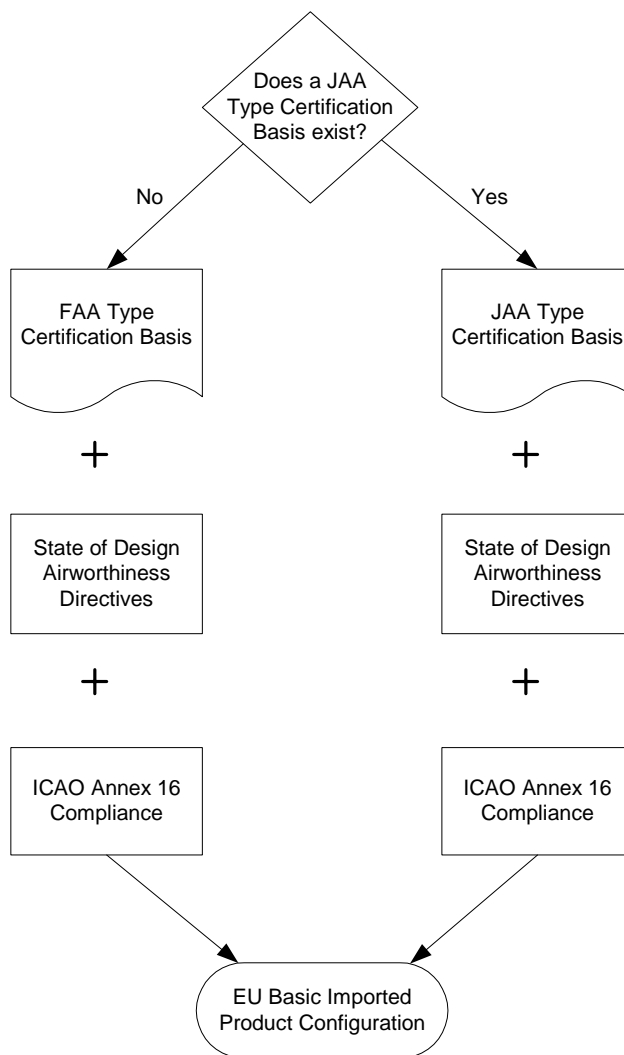 Does a JAA
Type Certification
Basis exist?
No
Yes
FAA Type
Certification Basis
JAA Type
Certification Basis
+
+
State of Design
Airworthiness
Directives
State of Design
Airworthiness
Directives
+
+
ICAO Annex 16
Compliance
ICAO Annex 16
Compliance
EU Basic Imported
Product Configuration